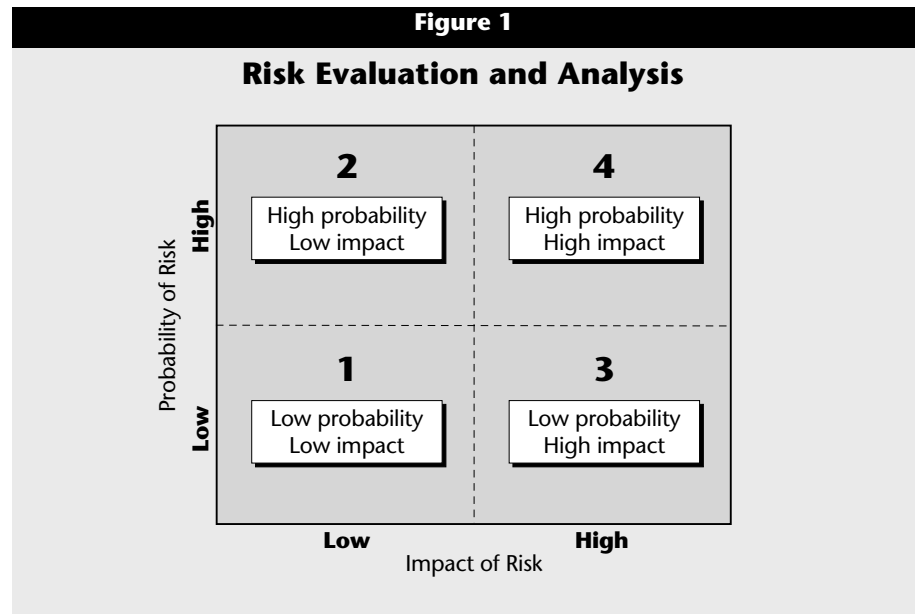 Figure 1
Risk Evaluation and Analysis
Probability of Risk
High
Low
2
High probability
Low impact
4
High probability
High impact
1
Low probability
Low impact
3
Low probability
High impact
Low
High
Impact of Risk